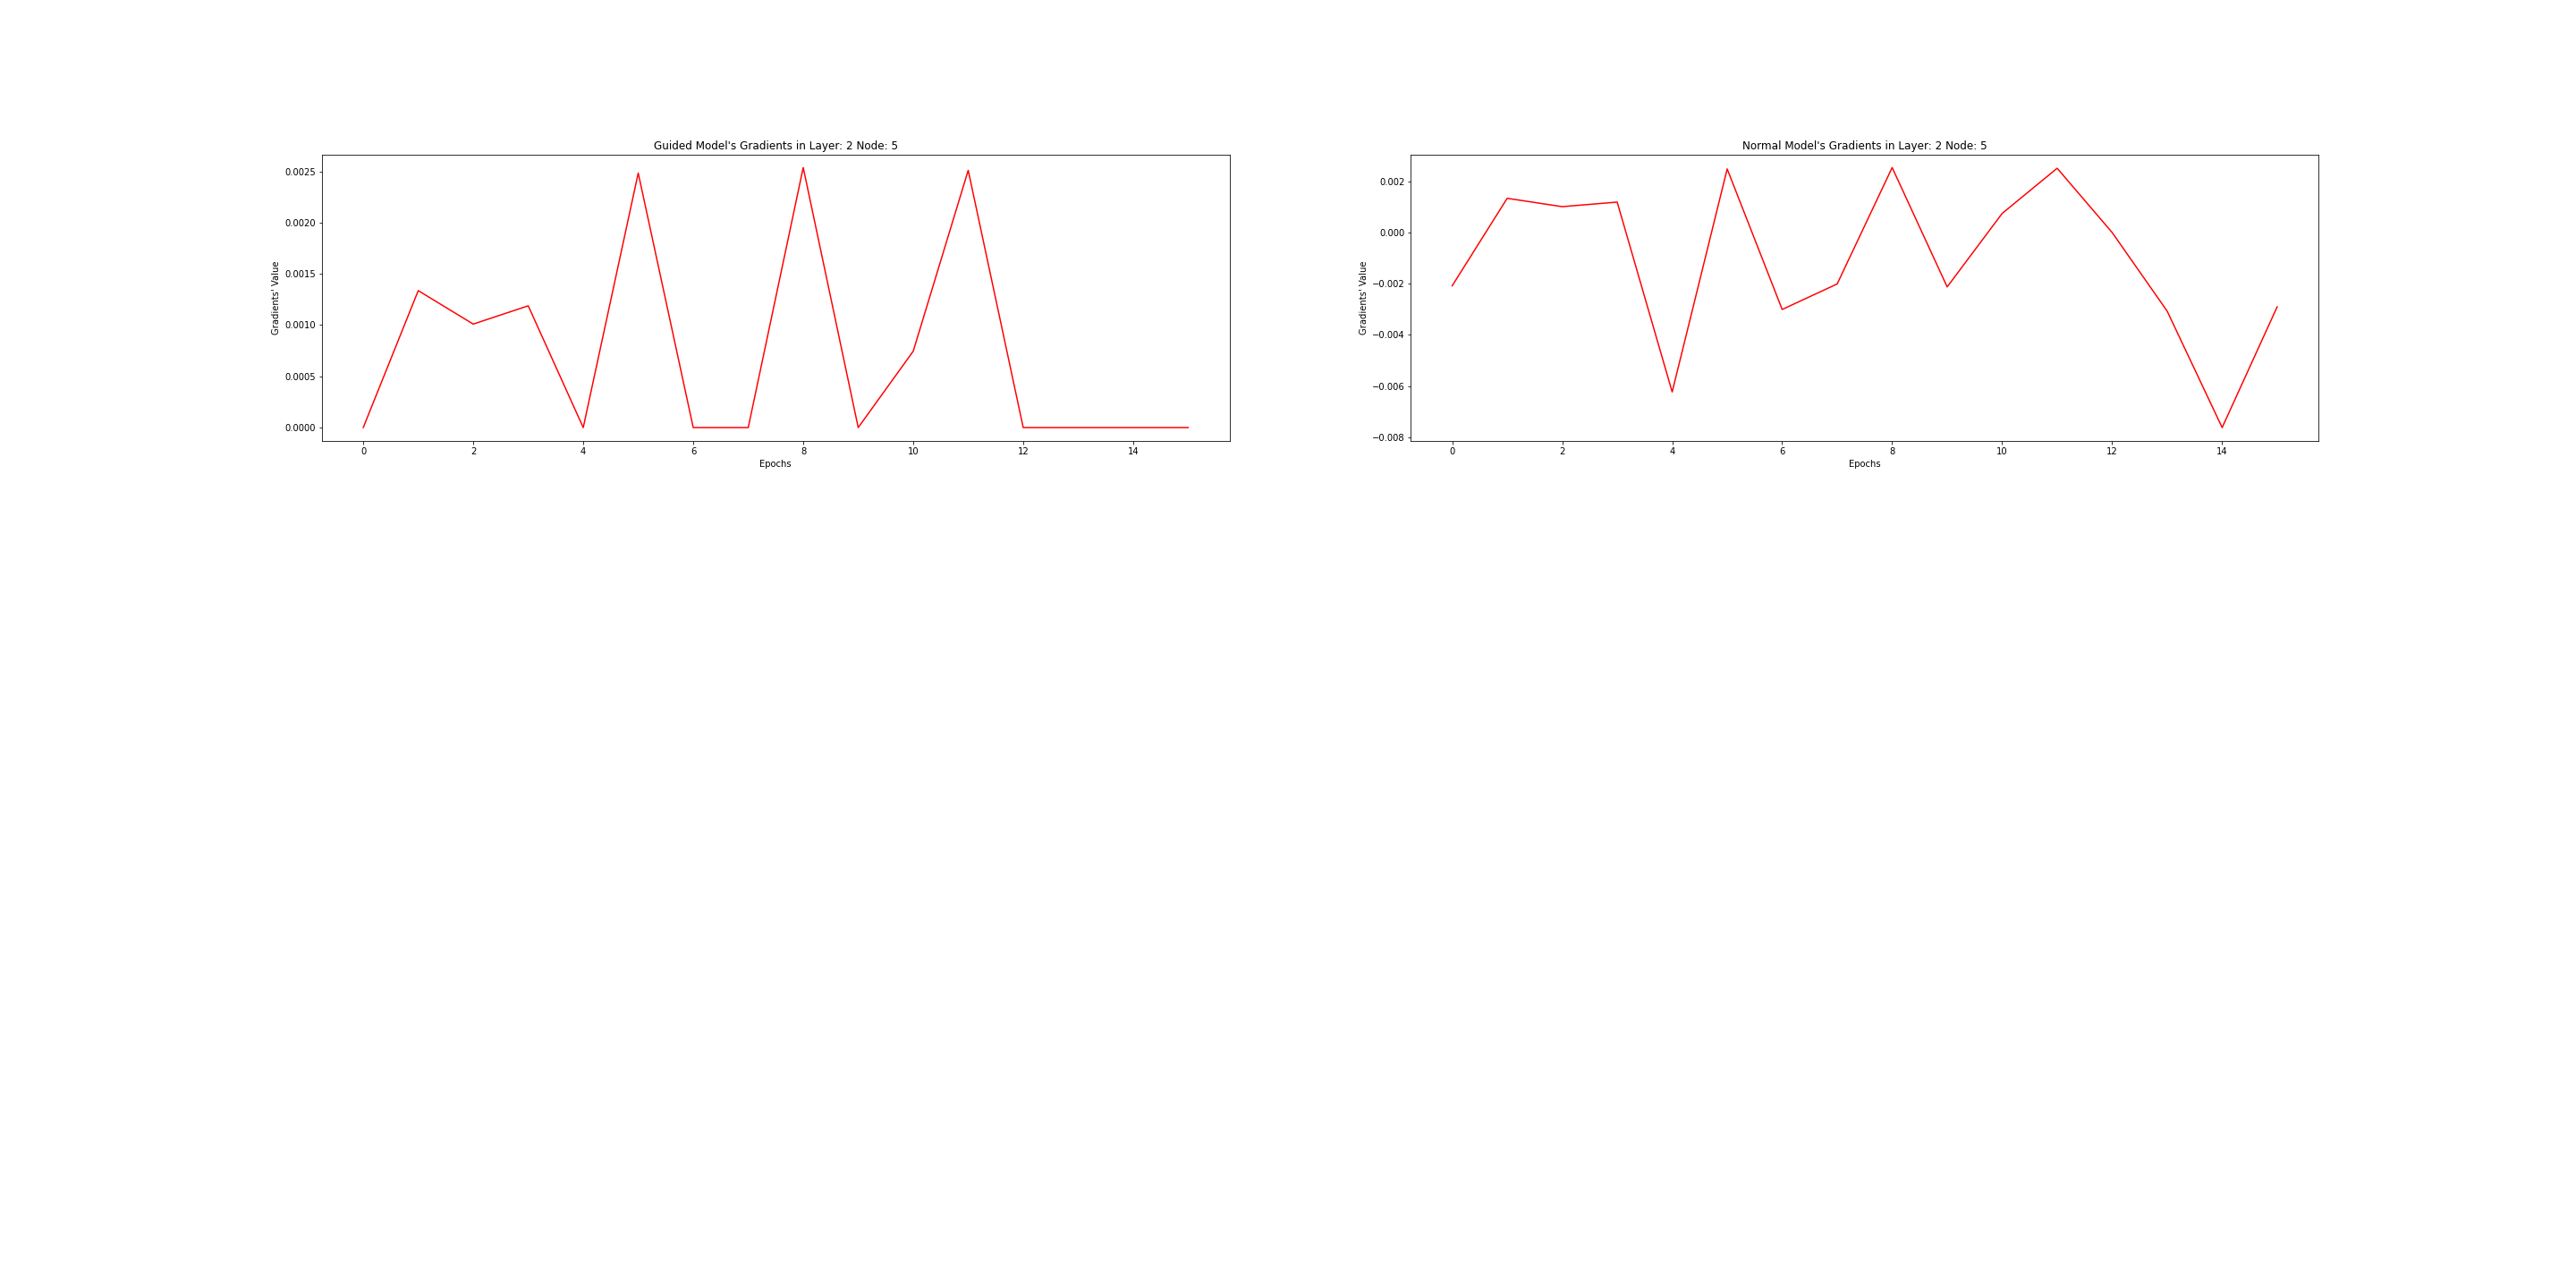 Guided Model's Gradients in Layer: 2 Node: 5
Gradients' Value
0.0025
0.0020
0.0015
0.0010
0.0005
0.0000
0 2 4 6 8 10 12 14
Epochs
Normal Model's Gradients in Layer: 2 Node: 5
Gradients' Value
0.002
0.000
−0.002
−0.004
−0.006
−0.008
0 2 4 6 8 10 12 14
Epochs